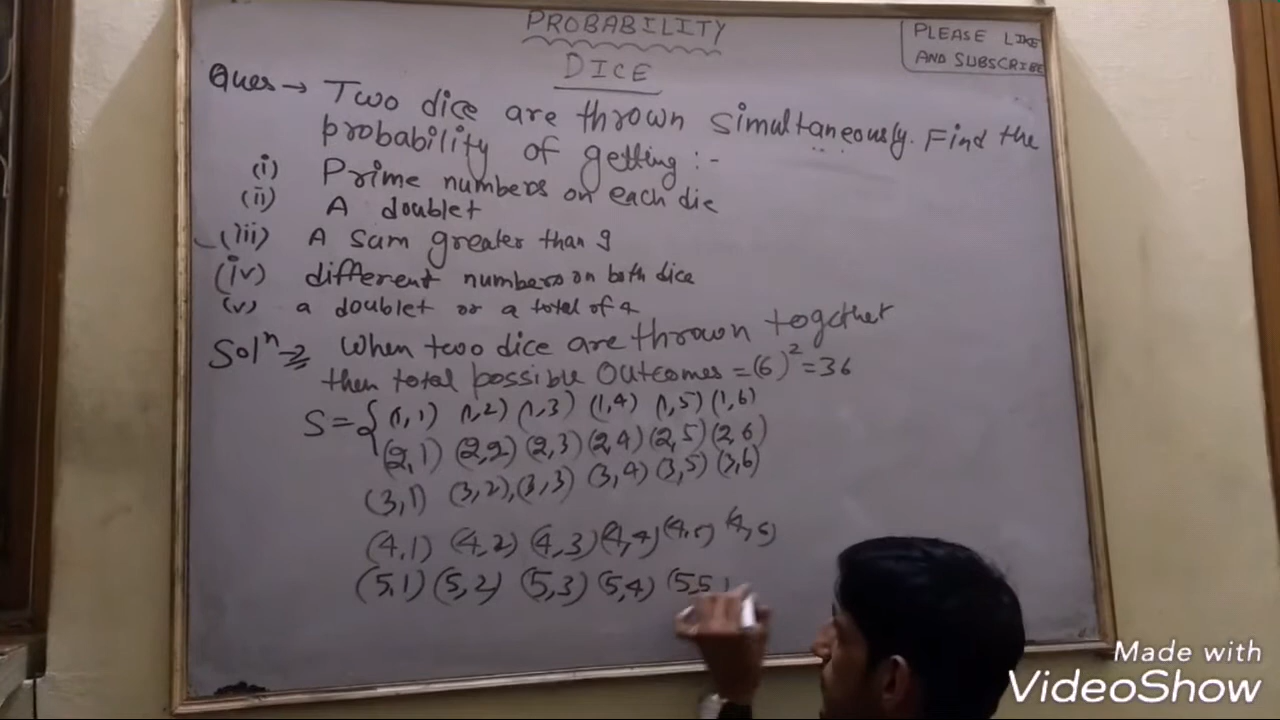 PROBABILITY
DICE
PLEASE LIKE
AND SUBSCRIBE
Ques → Two dice are thrown simultaneously. Find the
probability of getting :-
(i) Prime numbers on each die
(ii) A doublet
(iii) A sum greater than 9
(iv) different numbers on both dice
(v) a doublet or a total of 4
Solⁿ → When two dice are thrown together
then total possible Outcomes = (6)² = 36
S = { (1,1) (1,2) (1,3) (1,4) (1,5) (1,6)
(2,1) (2,2) (2,3) (2,4) (2,5) (2,6)
(3,1) (3,2), (3,3) (3,4) (3,5) (3,6)
(4,1) (4,2) (4,3) (4,4) (4,5) (4,6)
(5,1) (5,2) (5,3) (5,4) (5,5)
Made with
VideoShow